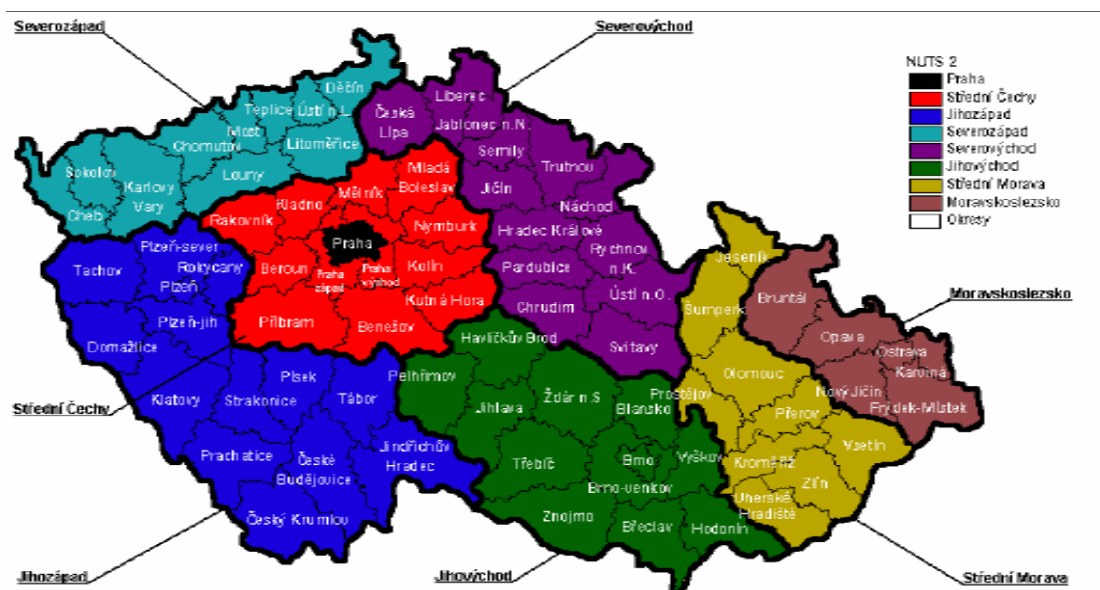 Severozápad
Severovýchod
NUTS 2
Praha
Střední Čechy
Jihozápad
Severozápad
Severovýchod
Jihovýchod
Střední Morava
Moravskoslezsko
Okresy
Děčín
Teplice
Ústí n.L.
Most
Chomutov
Litoměřice
Louny
Sokolov
Karlovy
Vary
Cheb
Česká
Lípa
Liberec
Jablonec n.N.
Semily
Trutnov
Jičín
Náchod
Hradec Králové
Rychnov
n.K.
Pardubice
Ústí n.O.
Chrudim
Svitavy
Mladá
Boleslav
Mělník
Kladno
Rakovník
Nymburk
Praha
Beroun
Praha
západ
Praha
východ
Kolín
Kutná Hora
Příbram
Benešov
Plzeň-sever
Tachov
Rokycany
Plzeň
Plzeň-jih
Domažlice
Klatovy
Písek
Strakonice
Tábor
Prachatice
České
Budějovice
Jindřichův
Hradec
Český Krumlov
Havlíčkův Brod
Pelhřimov
Jihlava
Žďár n.S
Blansko
Třebíč
Brno
Vyškov
Brno-venkov
Znojmo
Břeclav
Hodonín
Jeseník
Šumperk
Olomouc
Prostějov
Přerov
Kroměříž
Vsetín
Zlín
Uherské
Hradiště
Bruntál
Opava
Ostrava
Karviná
Nový Jičín
Frýdek-Místek
Moravskoslezsko
Střední Čechy
Jihozápad
Jihovýchod
Střední Morava